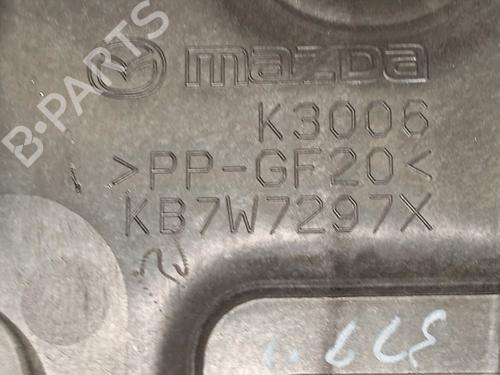 B-PARTS
mazda
K3006
>PP-GF20<
KB7W7297X